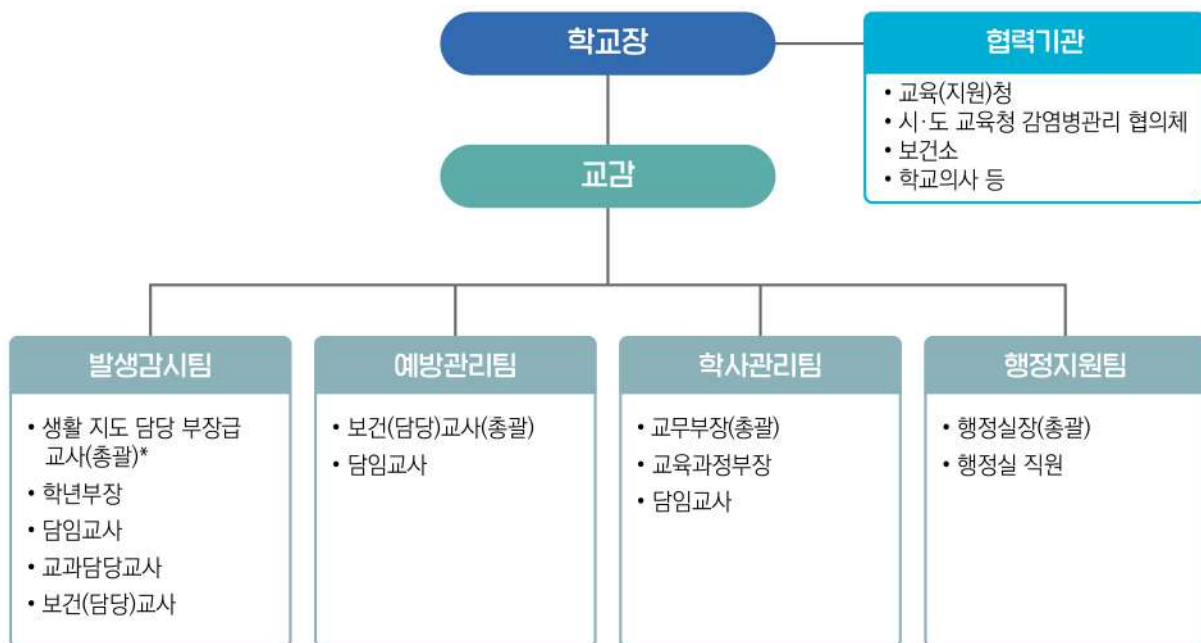 학교장
협력기관
• 교육(지원)청
• 시·도 교육청 감염병관리 협의체
• 보건소
• 학교의사 등
교감
발생감시팀
• 생활 지도 담당 부장급
교사(총괄)*
• 학년부장
• 담임교사
• 교과담당교사
• 보건(담당)교사
예방관리팀
• 보건(담당)교사(총괄)
• 담임교사
학사관리팀
• 교무부장(총괄)
• 교육과정부장
• 담임교사
행정지원팀
• 행정실장(총괄)
• 행정실 직원